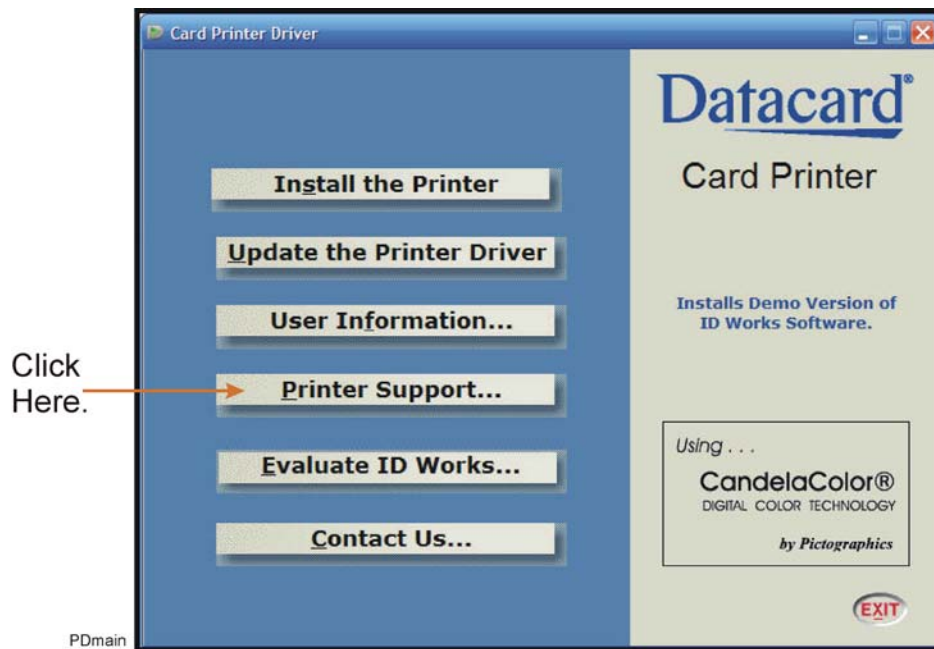 Card Printer Driver
Datacard®
Card Printer
Install the Printer
Update the Printer Driver
User Information...
Installs Demo Version of
ID Works Software.
Click
Here.
Printer Support...
Evaluate ID Works...
Contact Us...
Using . . .
CandelaColor®
DIGITAL COLOR TECHNOLOGY
by Pictographics
EXIT
PDmain